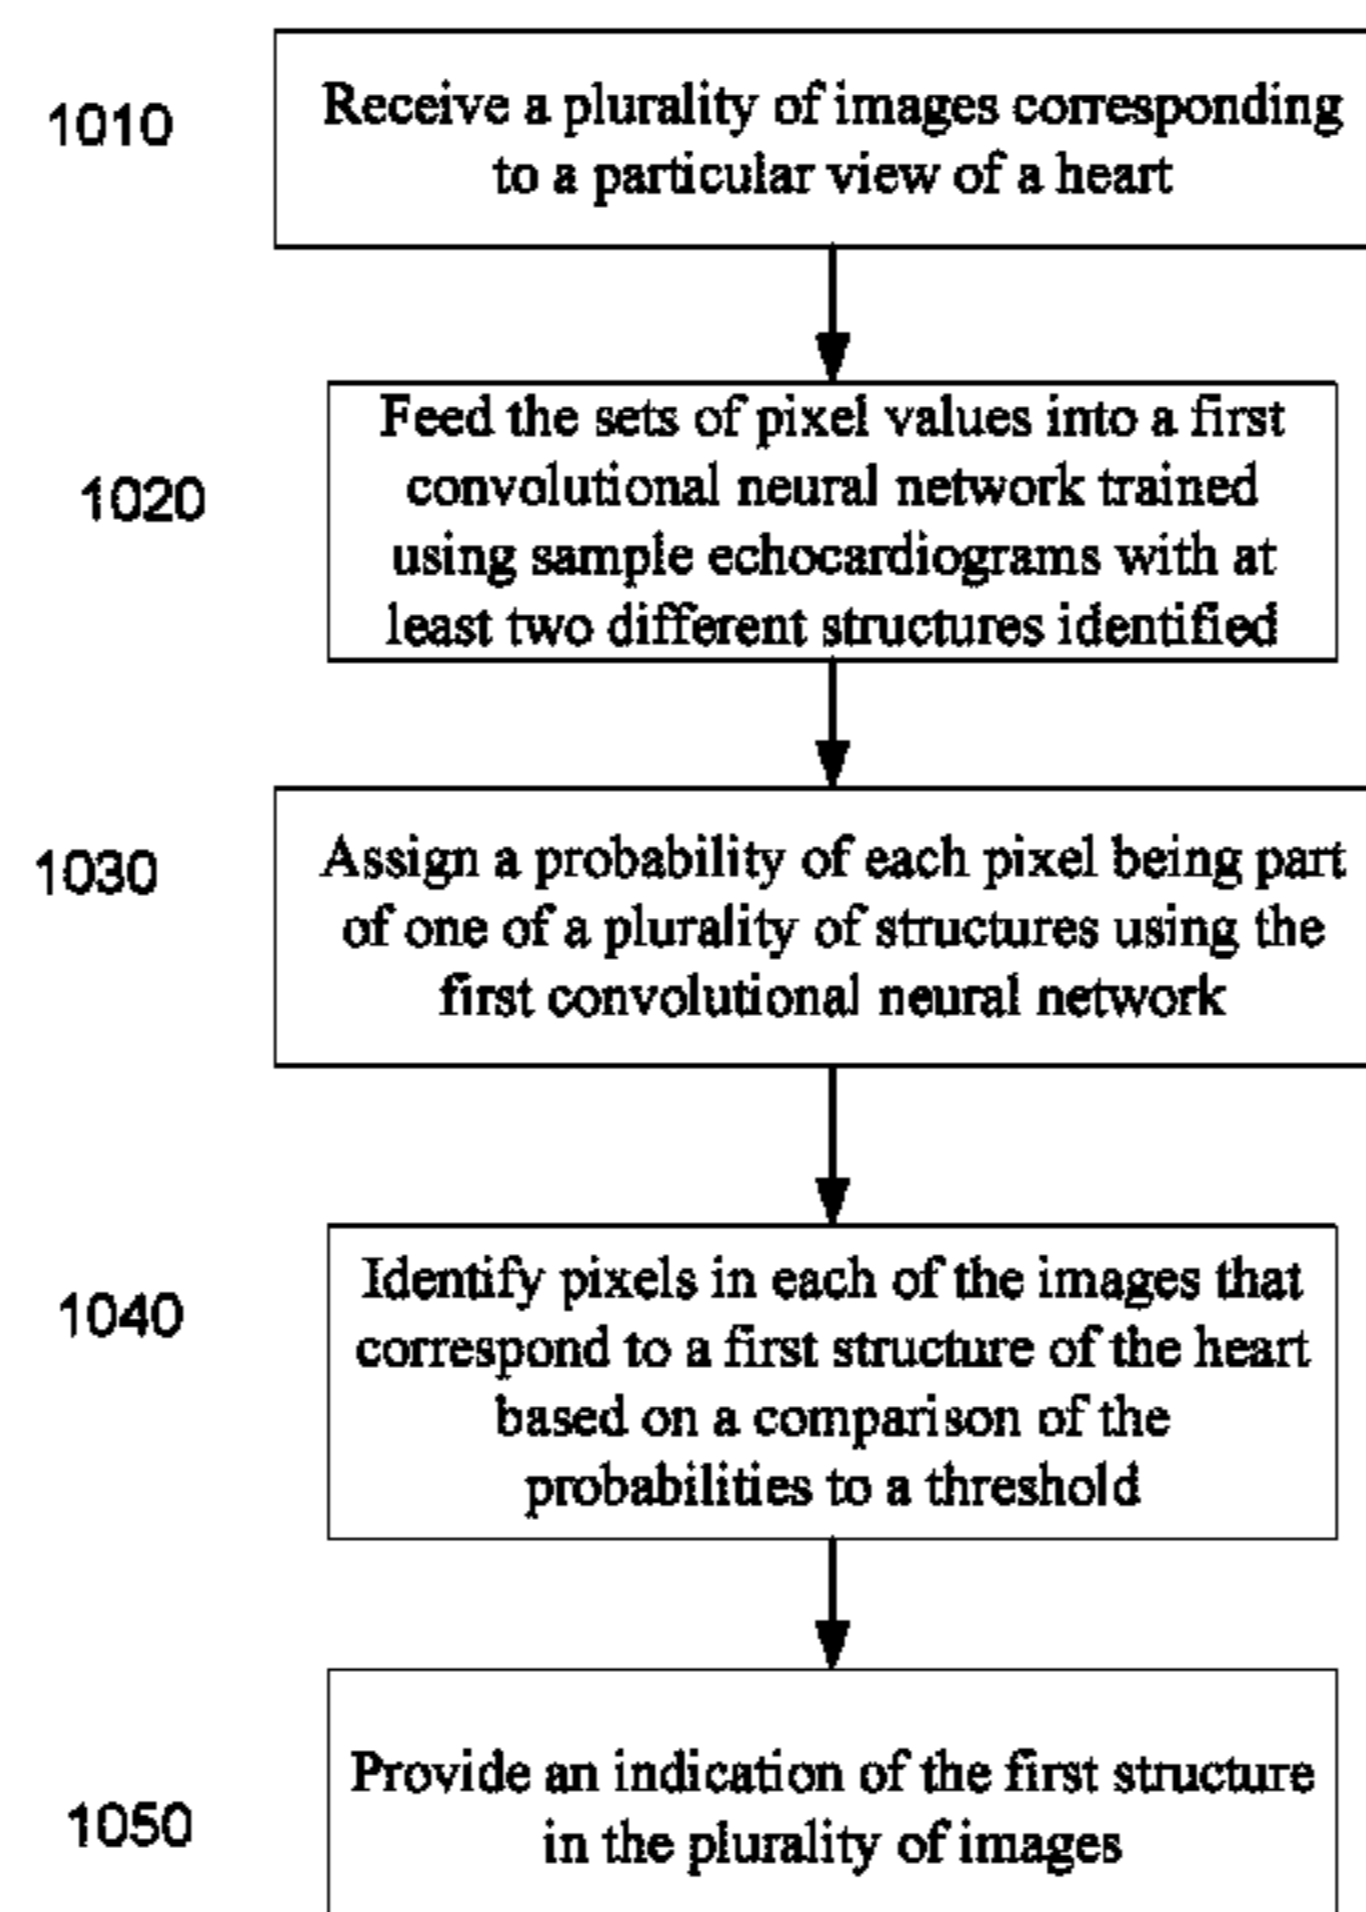 1010
Receive a plurality of images corresponding
to a particular view of a heart
1020
Feed the sets of pixel values into a first
convolutional neural network trained
using sample echocardiograms with at
least two different structures identified
1030
Assign a probability of each pixel being part
of one of a plurality of structures using the
first convolutional neural network
1040
Identify pixels in each of the images that
correspond to a first structure of the heart
based on a comparison of the
probabilities to a threshold
1050
Provide an indication of the first structure
in the plurality of images